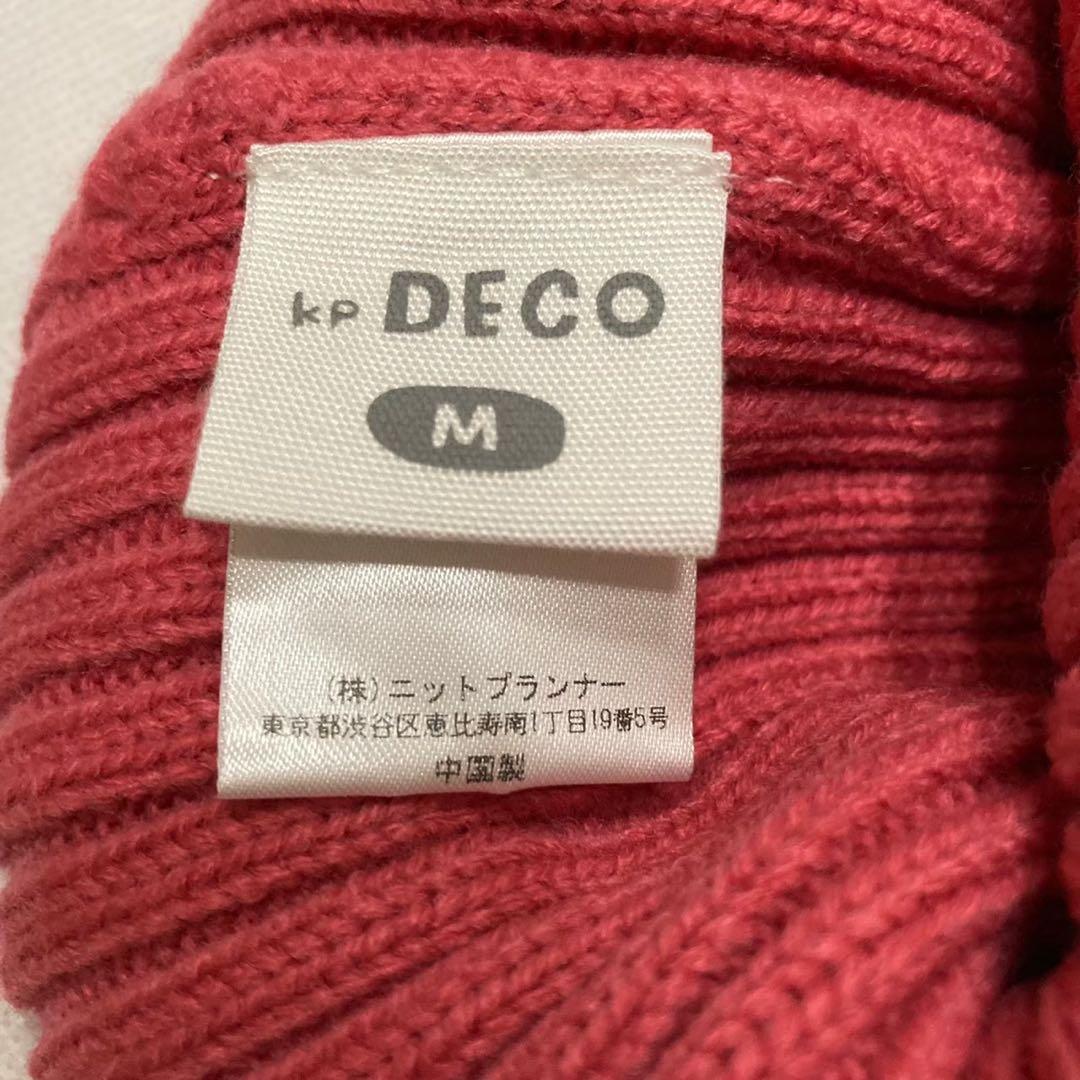 kp DECO
M
(株)ニットプランナー
東京都渋谷区恵比寿南1丁目19番5号
中国製